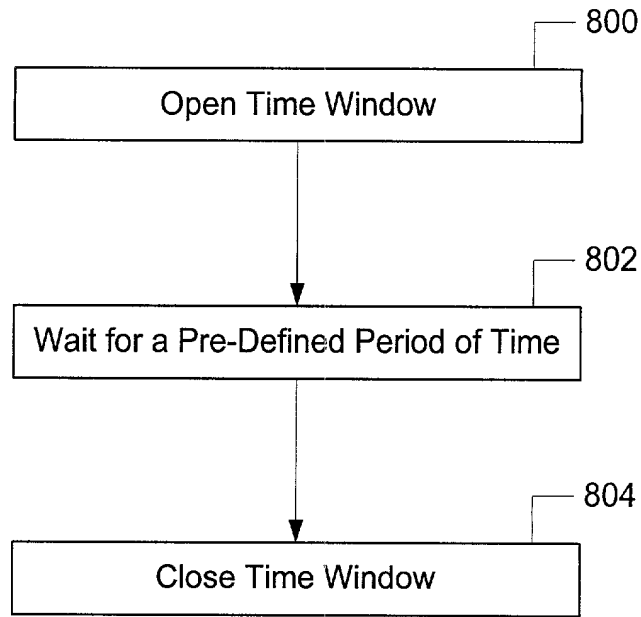 800
Open Time Window
802
Wait for a Pre-Defined Period of Time
804
Close Time Window